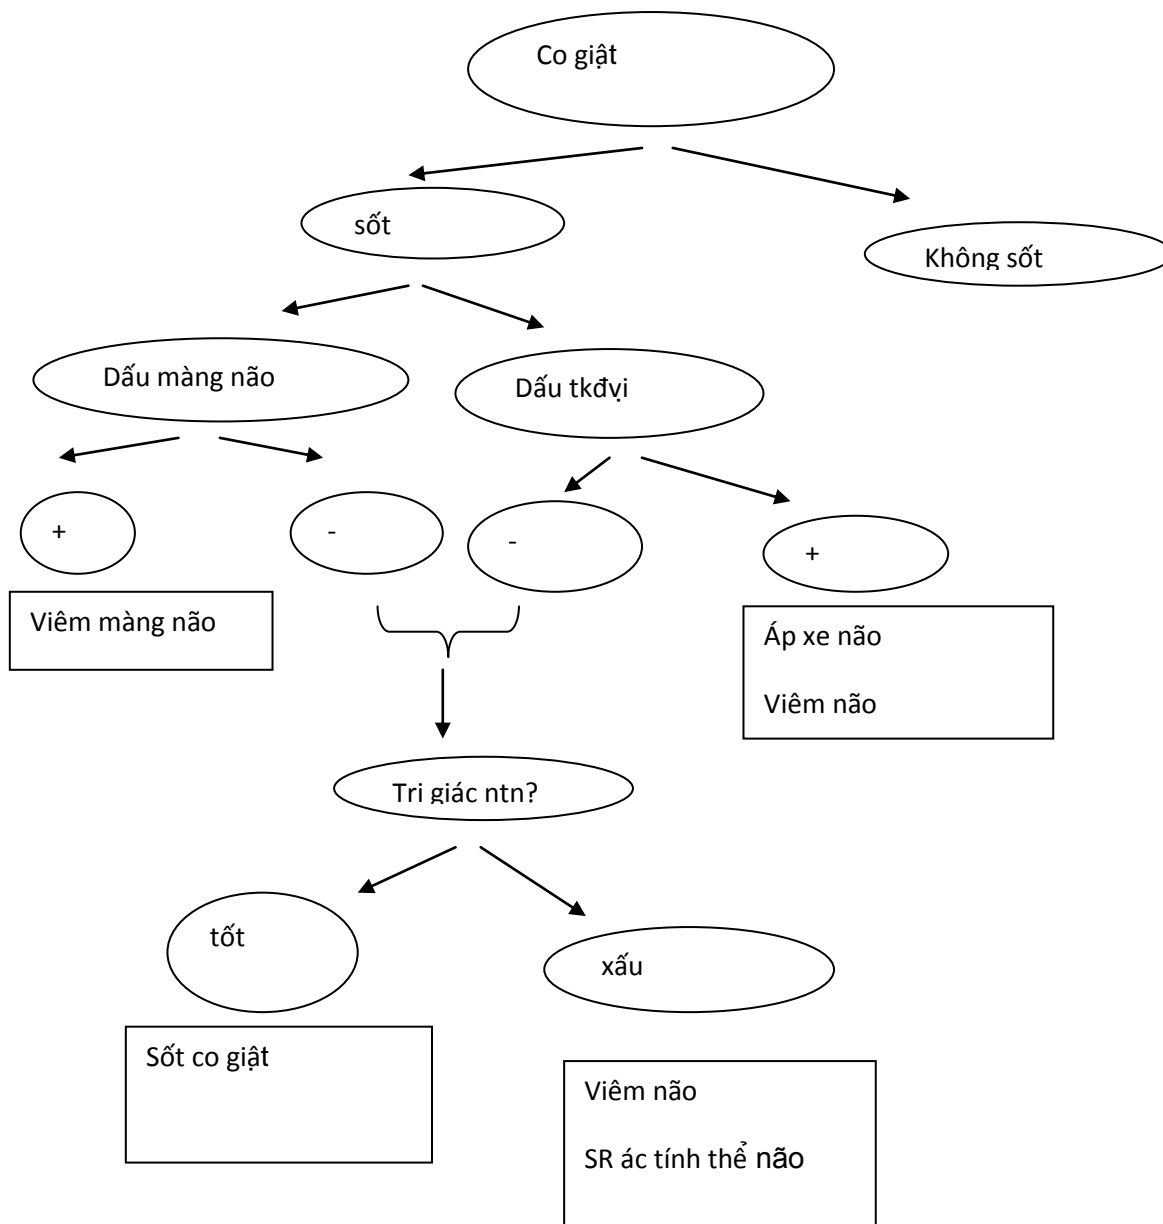 Co giật
sốt
Không sốt
Dấu màng não
Dấu tkđvị
+
-
-
+
Viêm màng não
Áp xe não
Viêm não
Tri giác ntn?
tốt
xấu
Sốt co giật
Viêm não
SR ác tính thể não